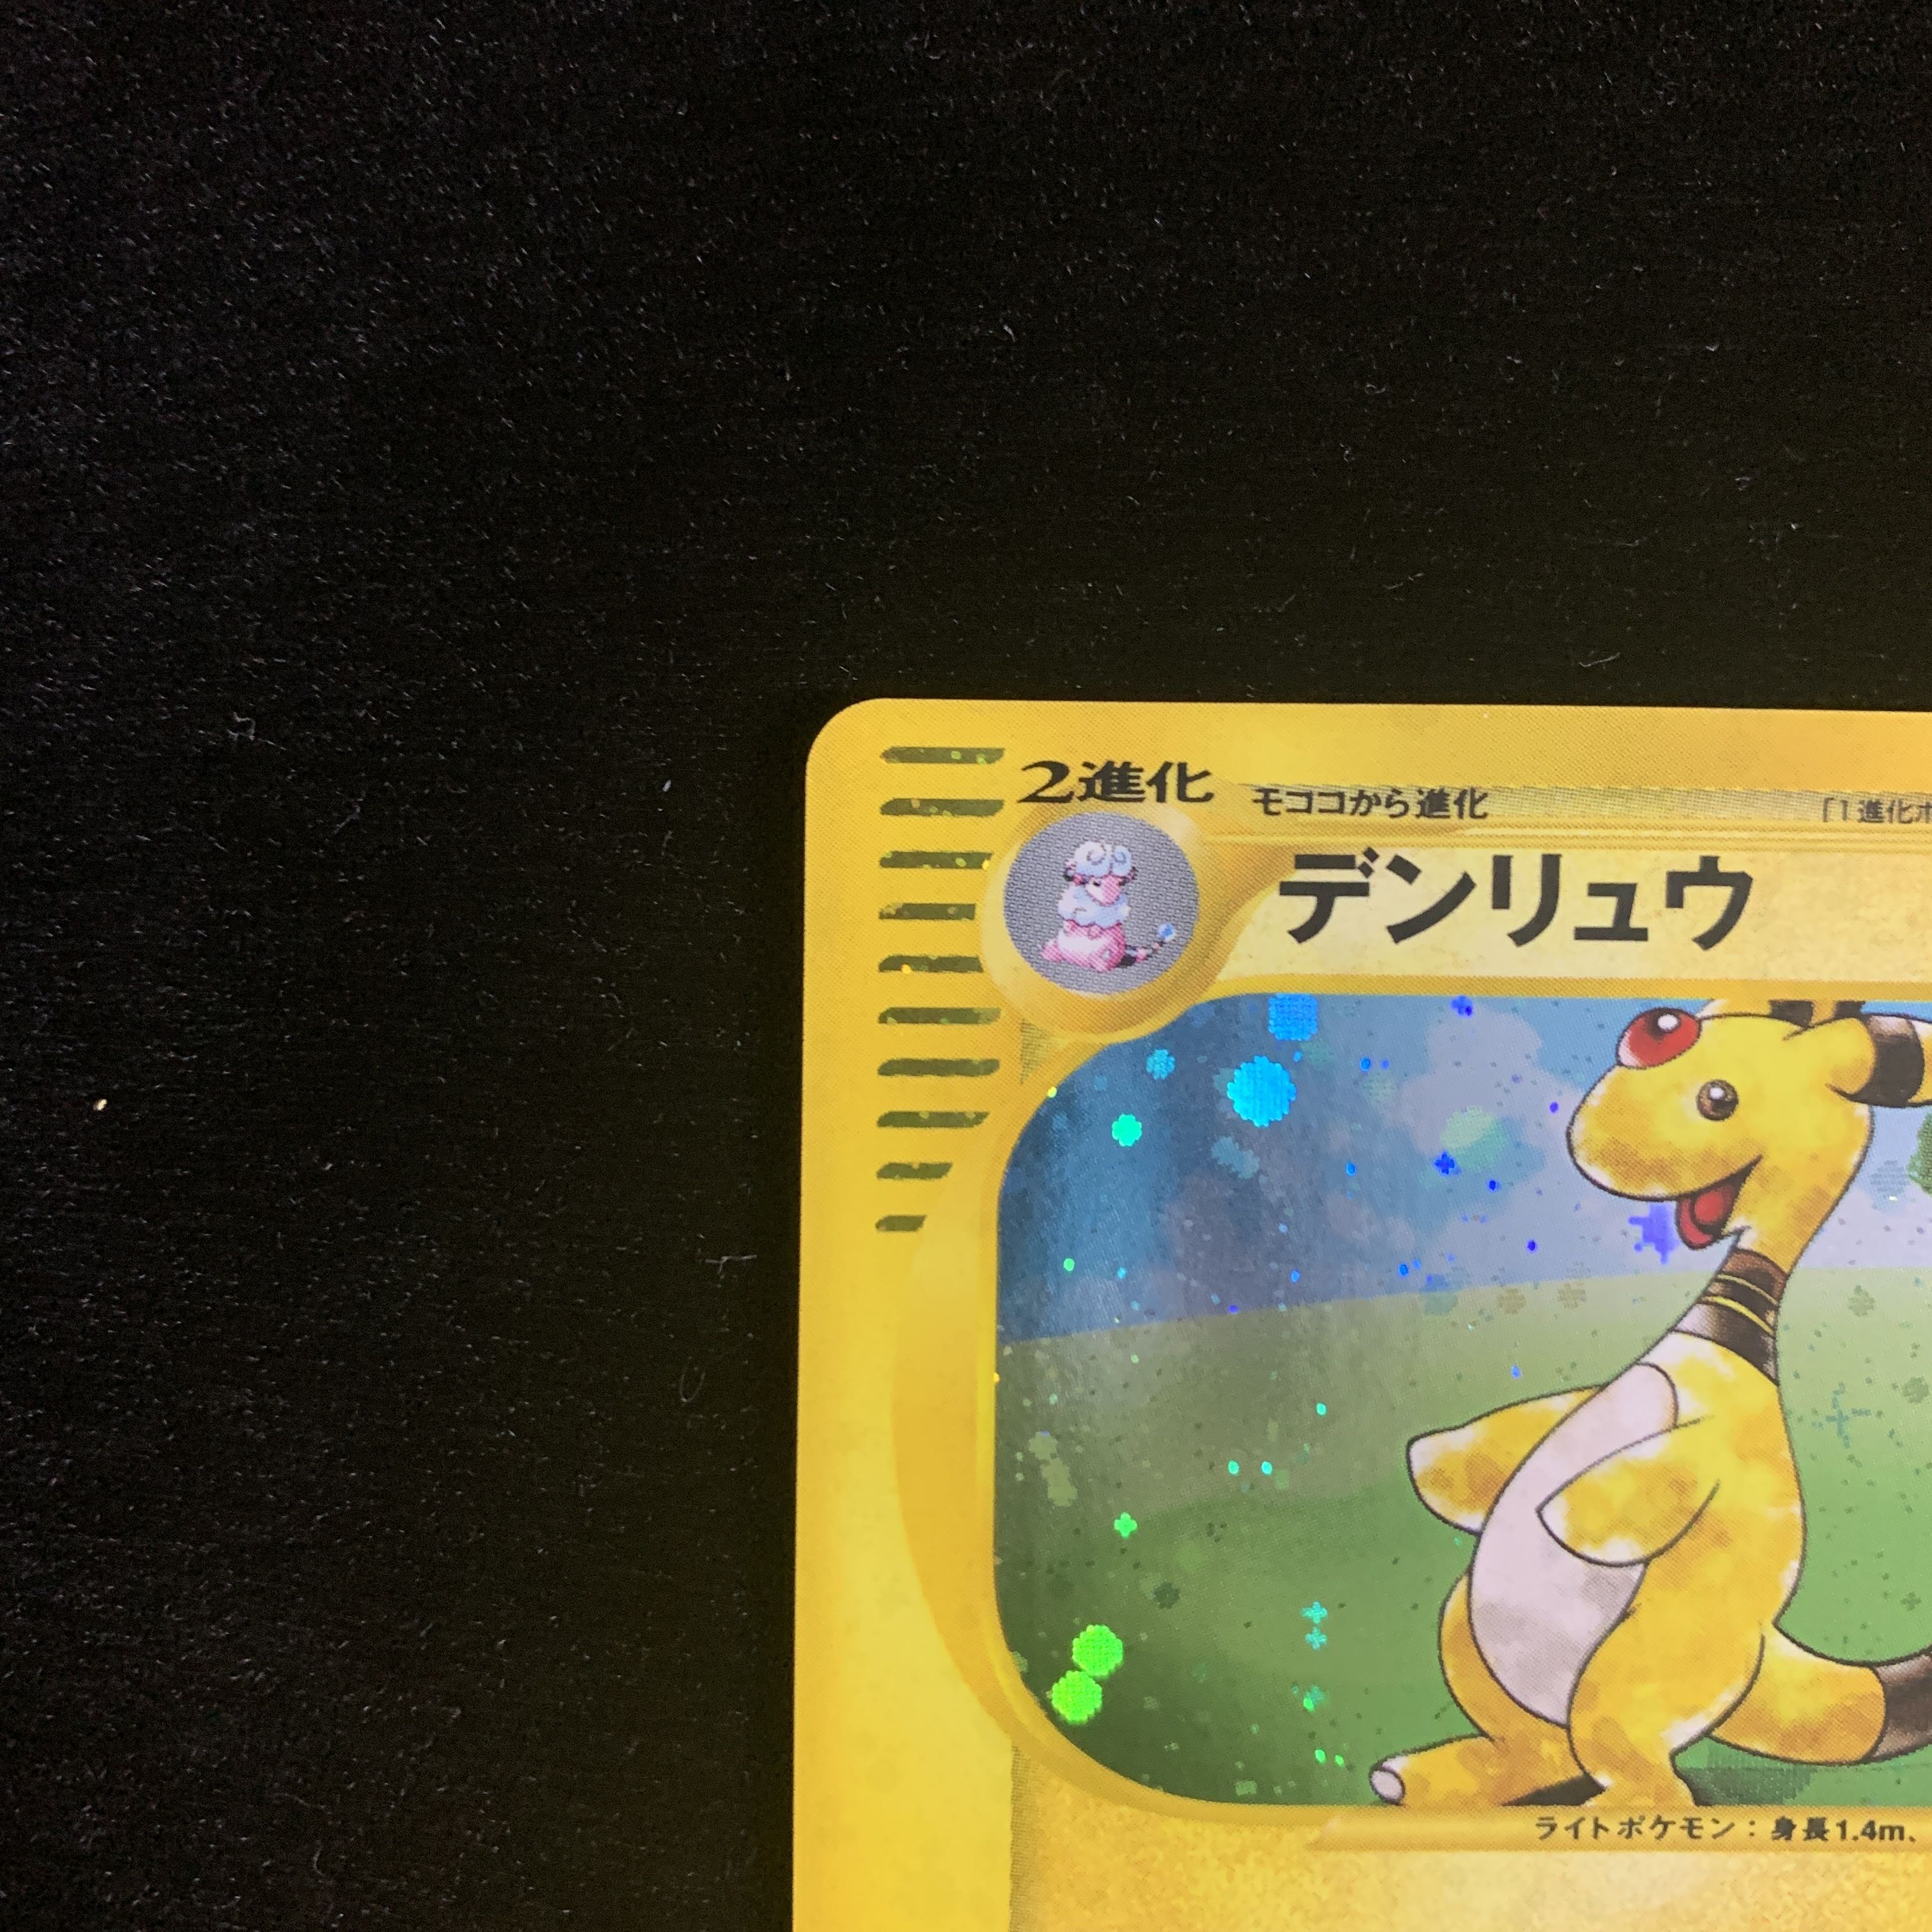 2進化
モココから進化
「1進化ポ
デンリュウ
ライトポケモン：身長1.4m、